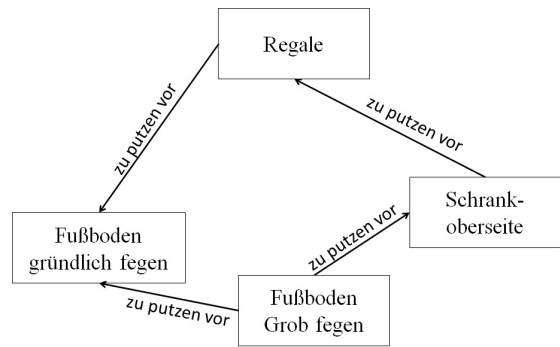 Regale
zu putzen vor
zu putzen vor
Schrank-
oberseite
zu putzen vor
Fußboden
gründlich fegen
zu putzen vor
Fußboden
Grob fegen